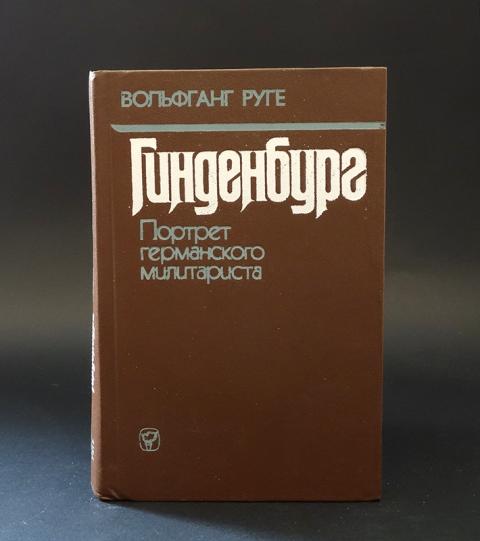 ВОЛЬФГАНГ РУГЕ
Гинденбург
Портрет
германского
милитариста